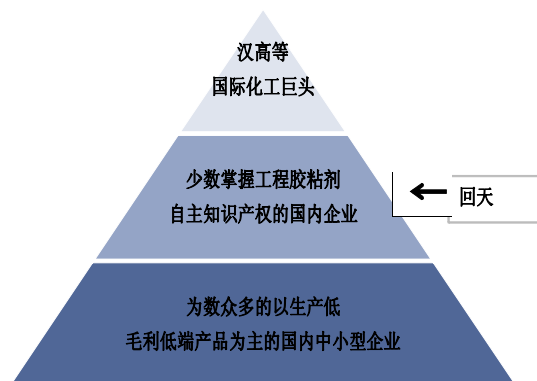 汉高等
国际化工巨头
少数掌握工程胶粘剂
自主知识产权的国内企业
回天
为数众多的以生产低
毛利低端产品为主的国内中小型企业